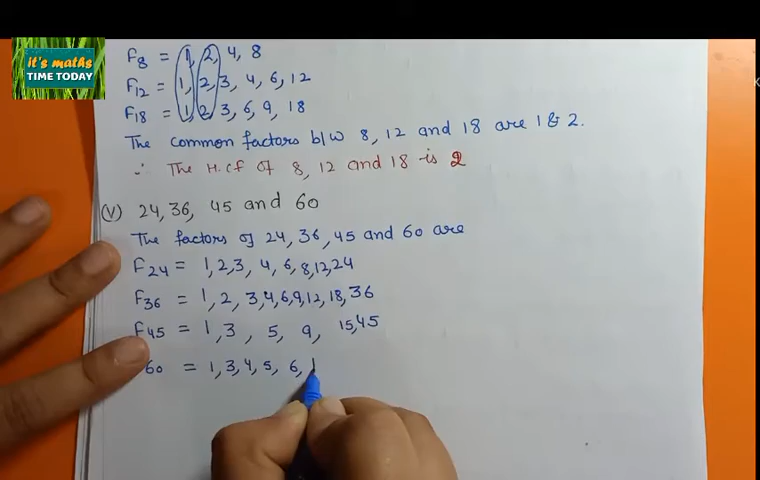 it's maths
TIME TODAY
F8 = 1, 2, 4, 8
F12 = 1, 2, 3, 4, 6, 12
F18 = 1, 2, 3, 6, 9, 18
The common factors b/w 8, 12 and 18 are 1 & 2.
∴ The H.cf of 8, 12 and 18 is 2
(V) 24, 36, 45 and 60
The factors of 24, 36, 45 and 60 are
F24 = 1, 2, 3, 4, 6, 8, 12, 24
F36 = 1, 2, 3, 4, 6, 9, 12, 18, 36
F45 = 1, 3, 5, 9, 15, 45
60 = 1, 3, 4, 5, 6, 1